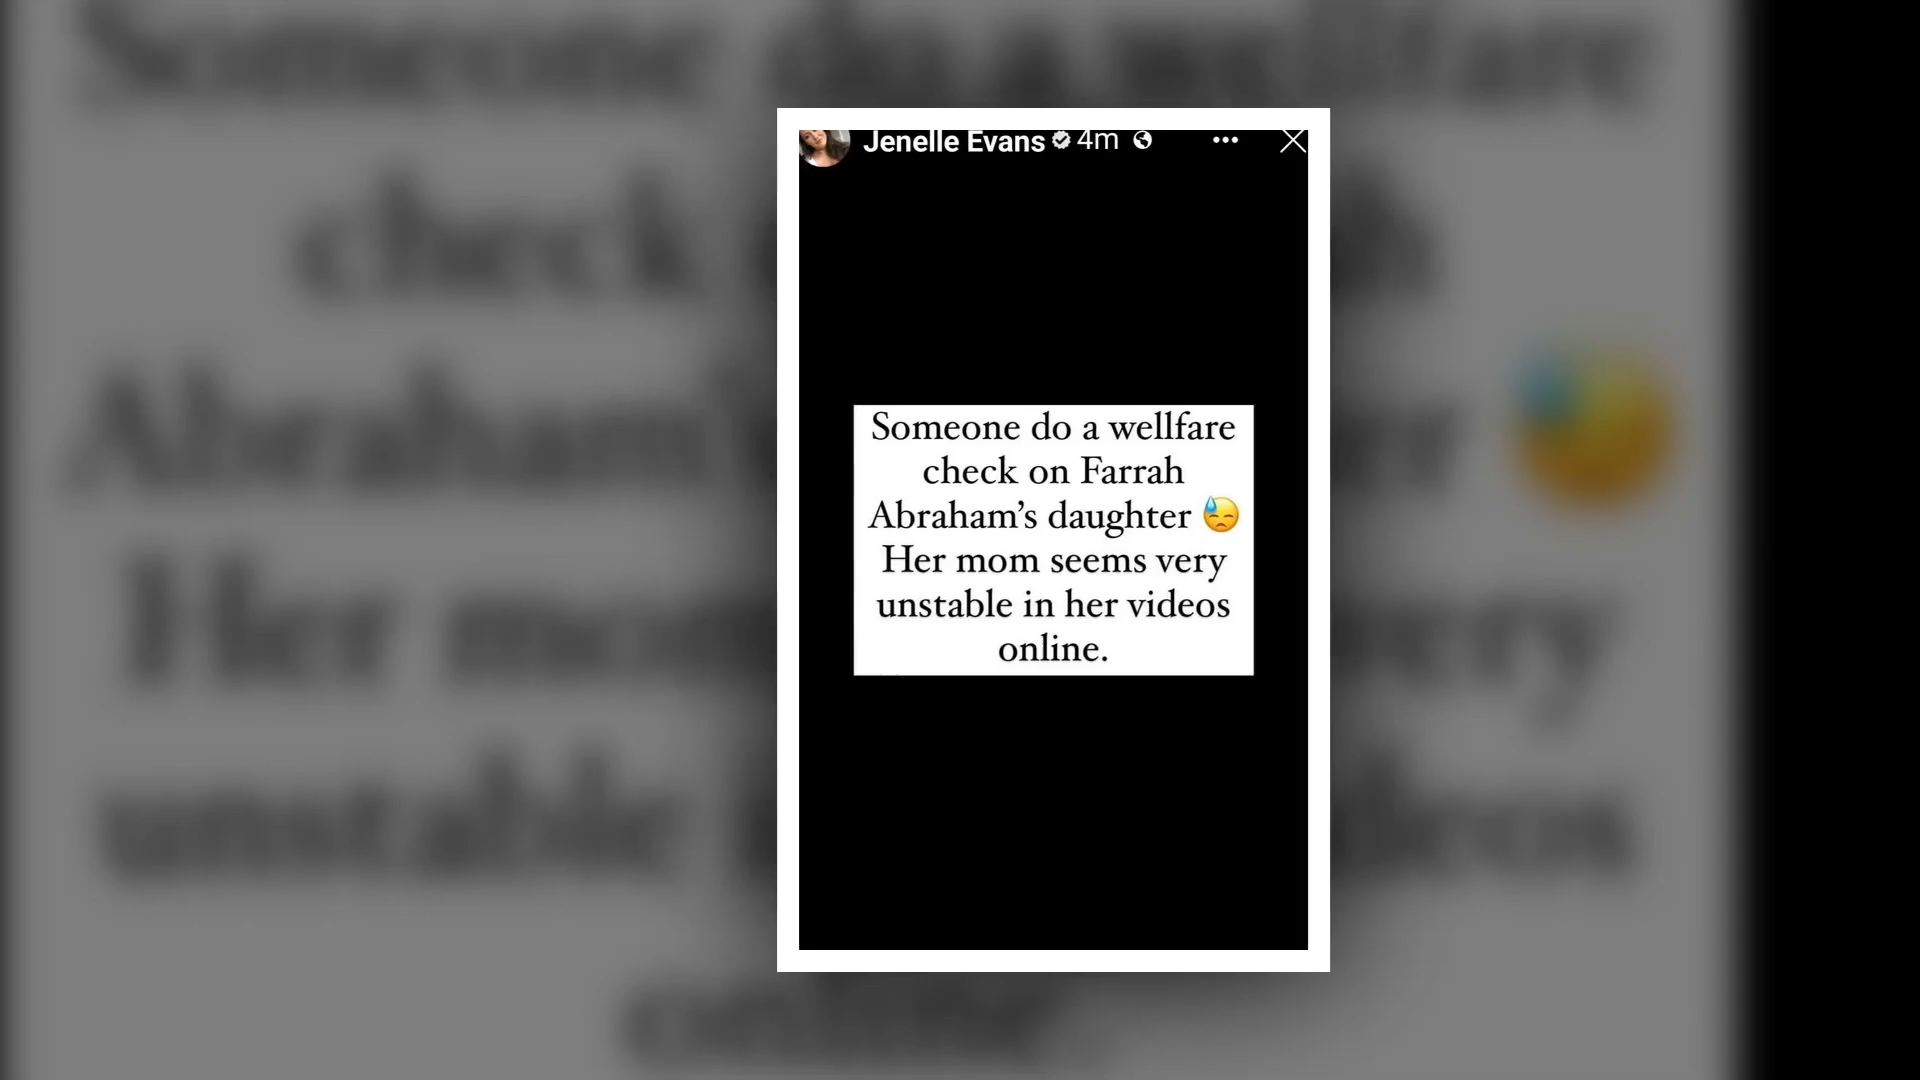 Jenelle Evans 4m
Someone do a wellfare
check on Farrah
Abraham’s daughter 😓
Her mom seems very
unstable in her videos
online.